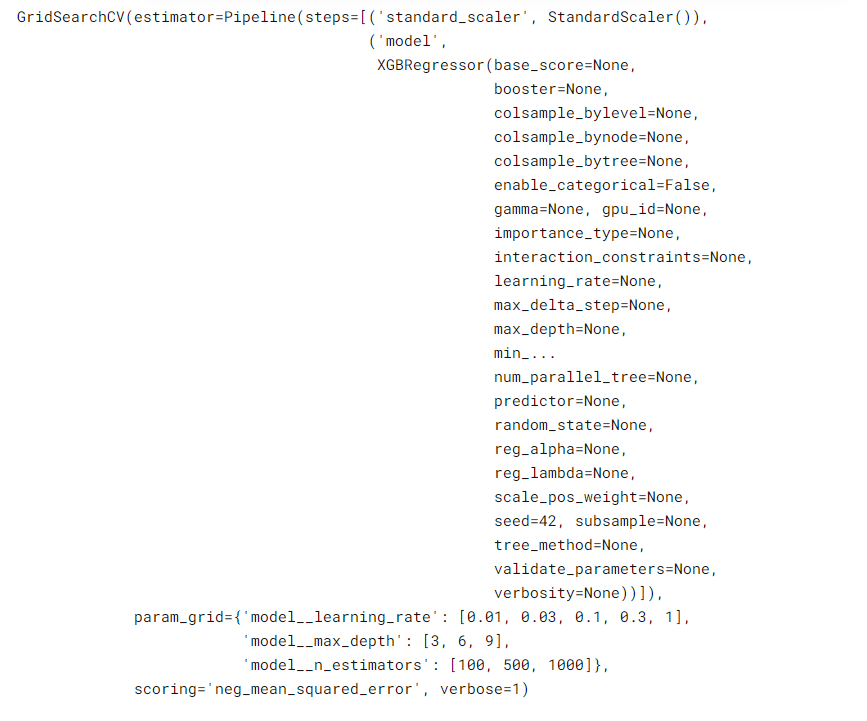 GridSearchCV(estimator=Pipeline(steps=[('standard_scaler', StandardScaler()),
('model',
XGBRegressor(base_score=None,
booster=None,
colsample_bylevel=None,
colsample_bynode=None,
colsample_bytree=None,
enable_categorical=False,
gamma=None, gpu_id=None,
importance_type=None,
interaction_constraints=None,
learning_rate=None,
max_delta_step=None,
max_depth=None,
min_...
num_parallel_tree=None,
predictor=None,
random_state=None,
reg_alpha=None,
reg_lambda=None,
scale_pos_weight=None,
seed=42, subsample=None,
tree_method=None,
validate_parameters=None,
verbosity=None))]),
param_grid={'model__learning_rate': [0.01, 0.03, 0.1, 0.3, 1],
'model__max_depth': [3, 6, 9],
'model__n_estimators': [100, 500, 1000]},
scoring='neg_mean_squared_error', verbose=1)